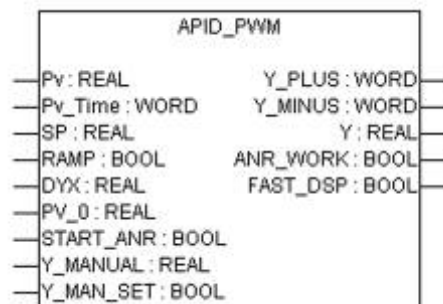 APID_PWM
Pv : REAL Y_PLUS : WORD
Pv_Time : WORD Y_MINUS : WORD
SP : REAL Y : REAL
RAMP : BOOL ANR_WORK : BOOL
DYX : REAL FAST_DSP : BOOL
PV_0 : REAL
START_ANR : BOOL
Y_MANUAL : REAL
Y_MAN_SET : BOOL